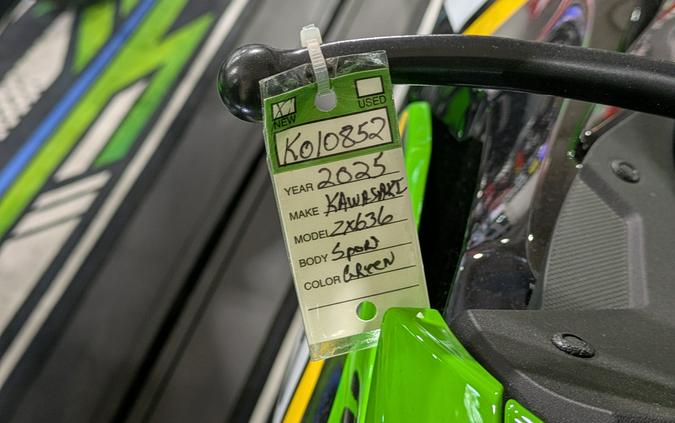 NEW USED
K010852
YEAR 2025
MAKE KAWASAKI
MODEL ZX636
BODY Sport
COLOR Green